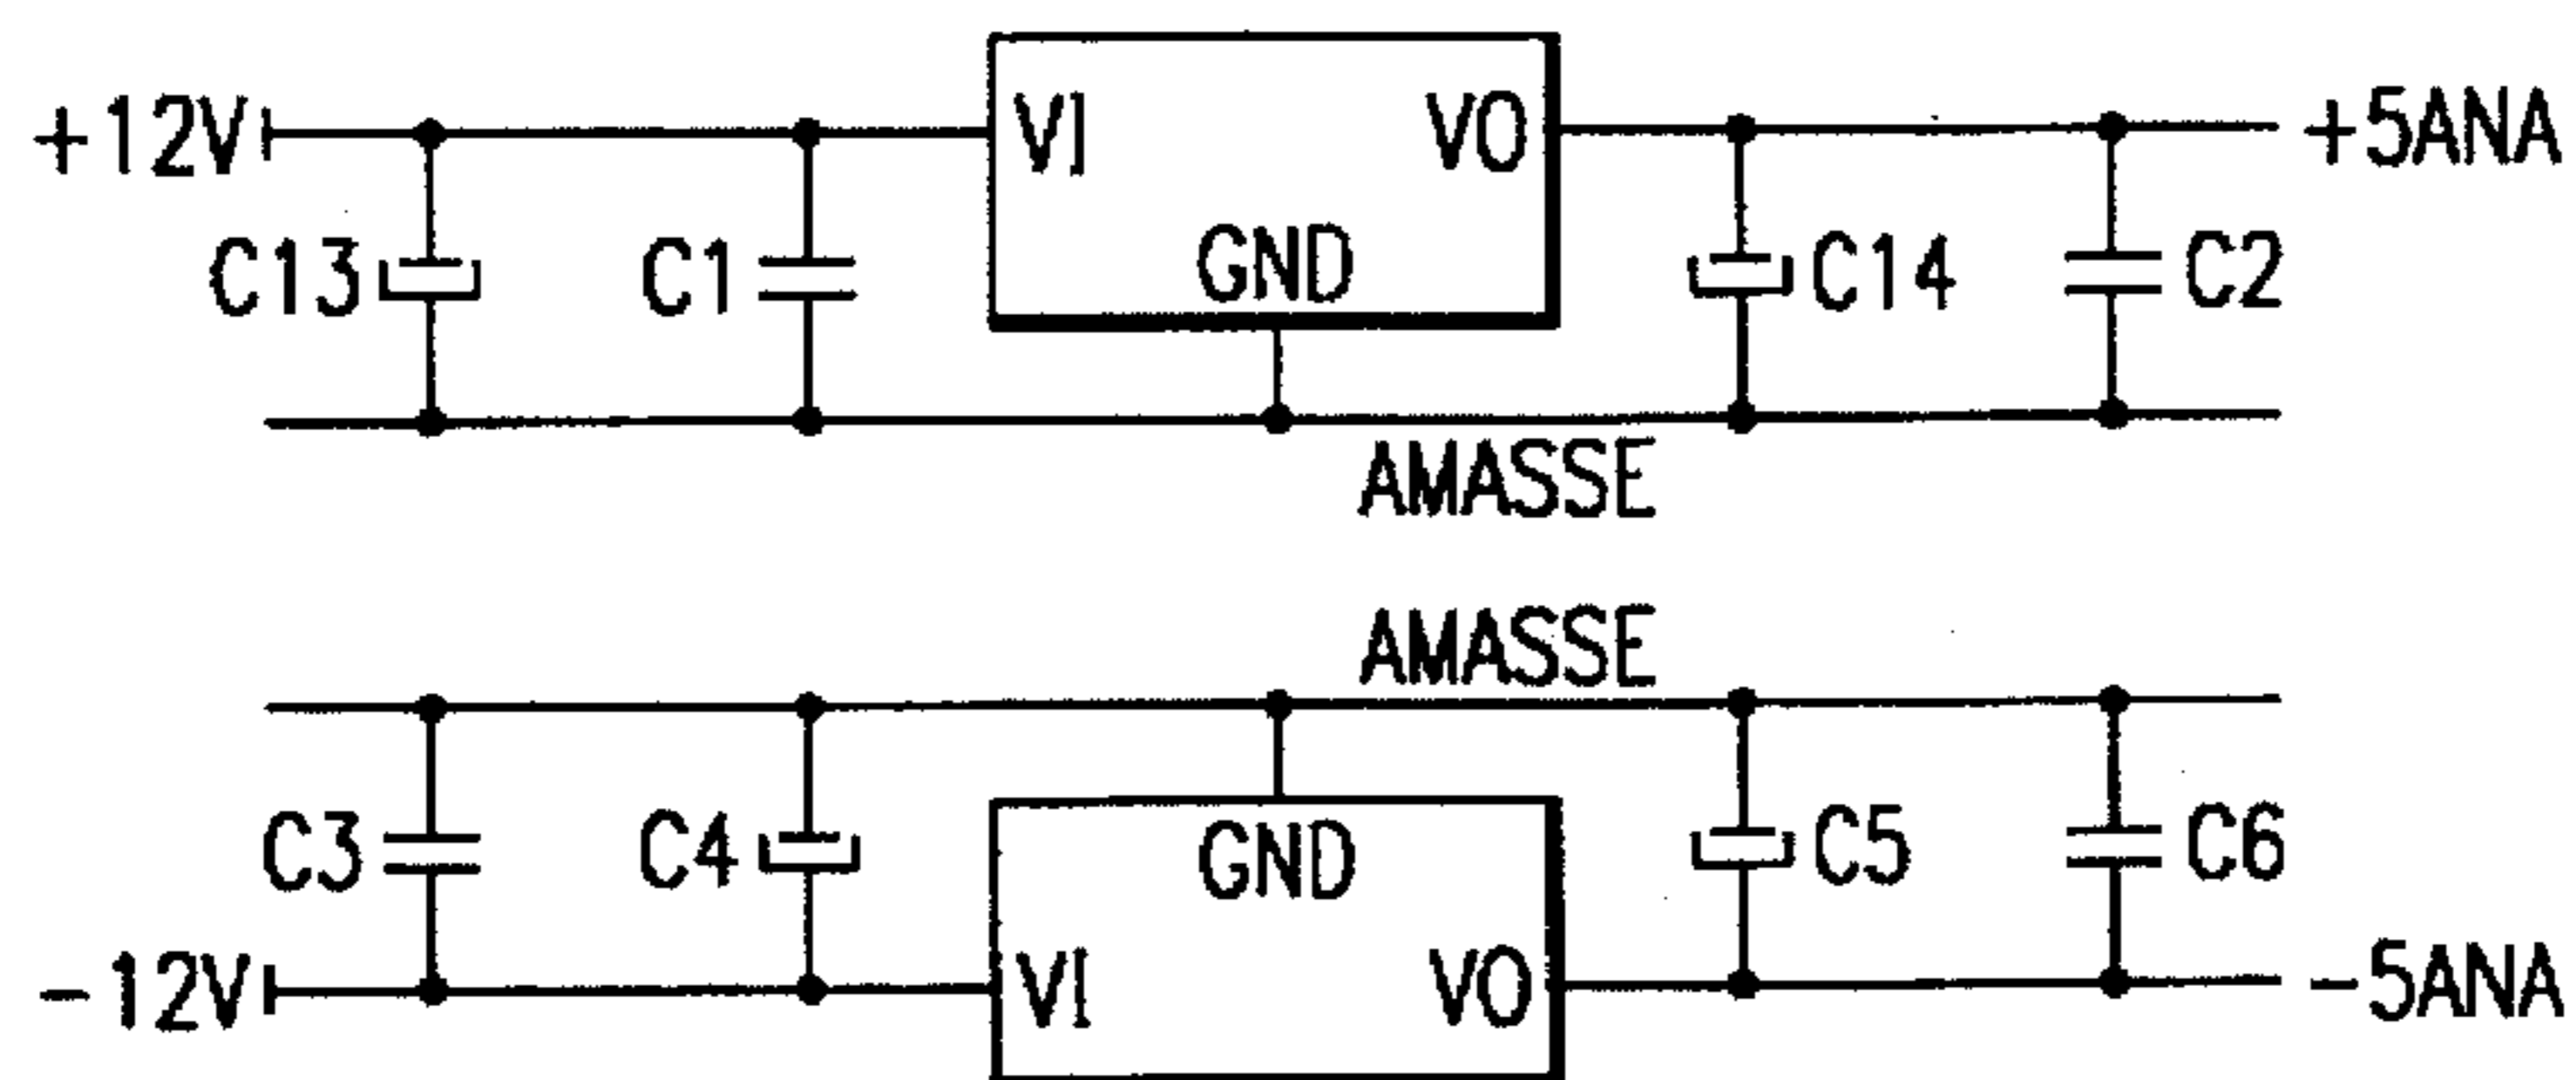 +12V VI VO +5ANA
C13 C1 GND C14 C2
AMASSE
AMASSE
C3 C4 GND C5 C6
-12V VI VO -5ANA